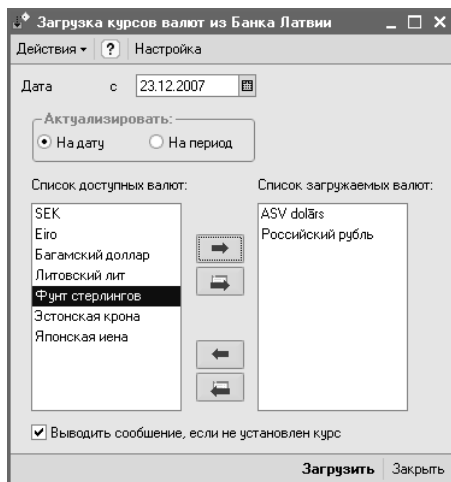 Загрузка курсов валют из Банка Латвии
Действия ? Настройка
Дата с 23.12.2007
Актуализировать:
На дату На период
Список доступных валют: Список загружаемых валют:
SEK ASV dolārs
Eiro Российский рубль
Багамский доллар
Литовский лит
Фунт стерлингов
Эстонская крона
Японская иена
Выводить сообщение, если не установлен курс
Загрузить Закрыть